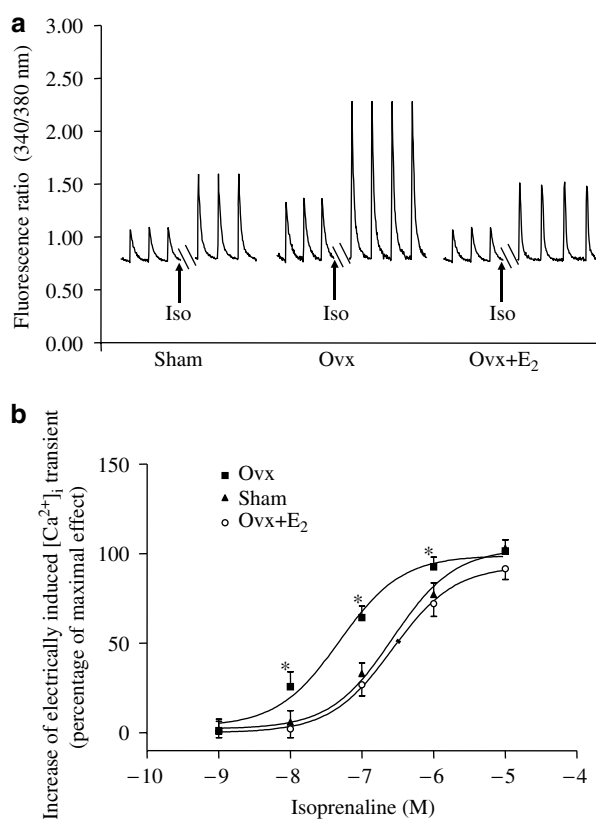 a
Fluorescence ratio (340/380 nm)
3.00
2.50
2.00
1.50
1.00
0.50
0.00
Iso
Iso
Iso
Sham
Ovx
Ovx+E₂
b
Increase of electrically induced [Ca²⁺]ᵢ transient
(percentage of maximal effect)
150
100
50
0
Ovx
Sham
Ovx+E₂
*
*
*
−10
−9
−8
−7
−6
−5
−4
Isoprenaline (M)